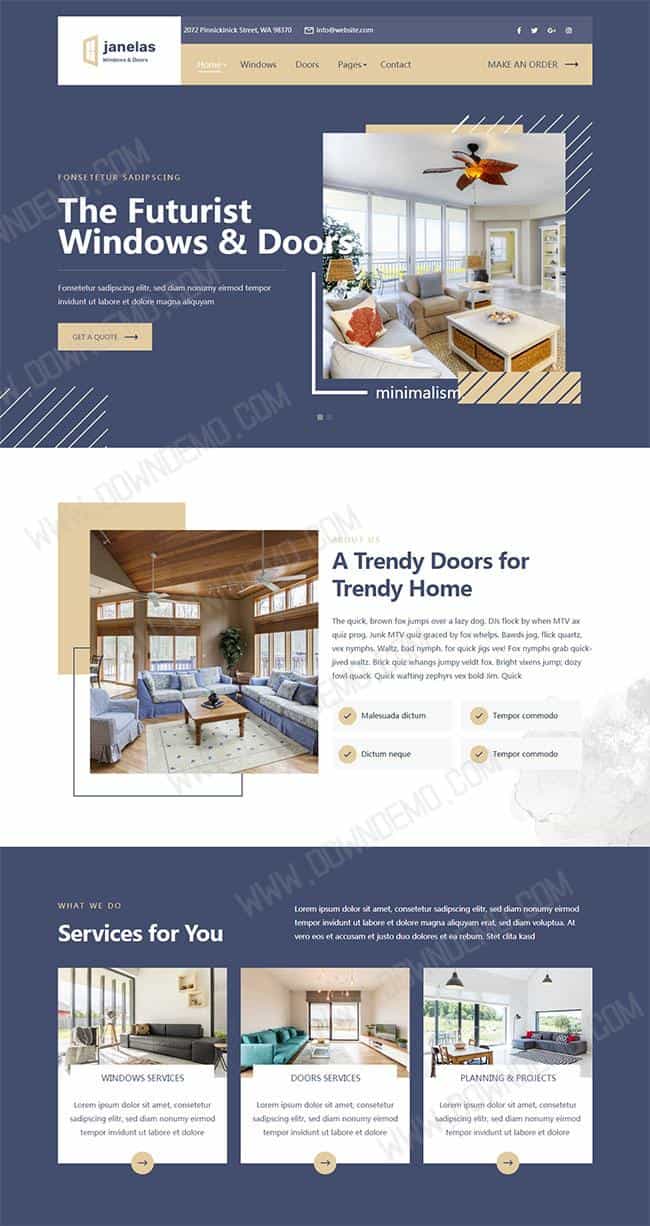 janelas
Windows & Doors
2072 Pinnickinick Street, WA 98370
info@website.com
Home
Windows
Doors
Pages
Contact
MAKE AN ORDER
FONSETETUR SADIPSCING
The Futurist
Windows & Doors
Fonsetetur sadipscing elitr, sed diam nonumy eirmod tempor
invidunt ut labore et dolore magna aliquyam
GET A QUOTE
minimalism
ABOUT US
A Trendy Doors for
Trendy Home
The quick, brown fox jumps over a lazy dog. DJs flock by when MTV ax
quiz prog. Junk MTV quiz graced by fox whelps. Bawds jog, flick quartz,
vex nymphs. Waltz, bad nymph, for quick jigs vex! Fox nymphs grab quick-
jived waltz. Brick quiz whangs jumpy veldt fox. Bright vixens jump; dozy
fowl quack. Quick wafting zephyrs vex bold Jim. Quick
Malesuada dictum
Tempor commodo
Dictum neque
Tempor commodo
WHAT WE DO
Services for You
Lorem ipsum dolor sit amet, consetetur sadipscing elitr, sed diam nonumy eirmod
tempor invidunt ut labore et dolore magna aliquyam erat, sed diam voluptua. At
vero eos et accusam et justo duo dolores et ea rebum. Stet clita kasd
WINDOWS SERVICES
Lorem ipsum dolor sit amet, consetetur
sadipscing elitr, sed diam nonumy eirmod
tempor invidunt ut labore et dolore
DOORS SERVICES
Lorem ipsum dolor sit amet, consetetur
sadipscing elitr, sed diam nonumy eirmod
tempor invidunt ut labore et dolore
PLANNING & PROJECTS
Lorem ipsum dolor sit amet, consetetur
sadipscing elitr, sed diam nonumy eirmod
tempor invidunt ut labore et dolore
WWW.DOWNDEMO.COM